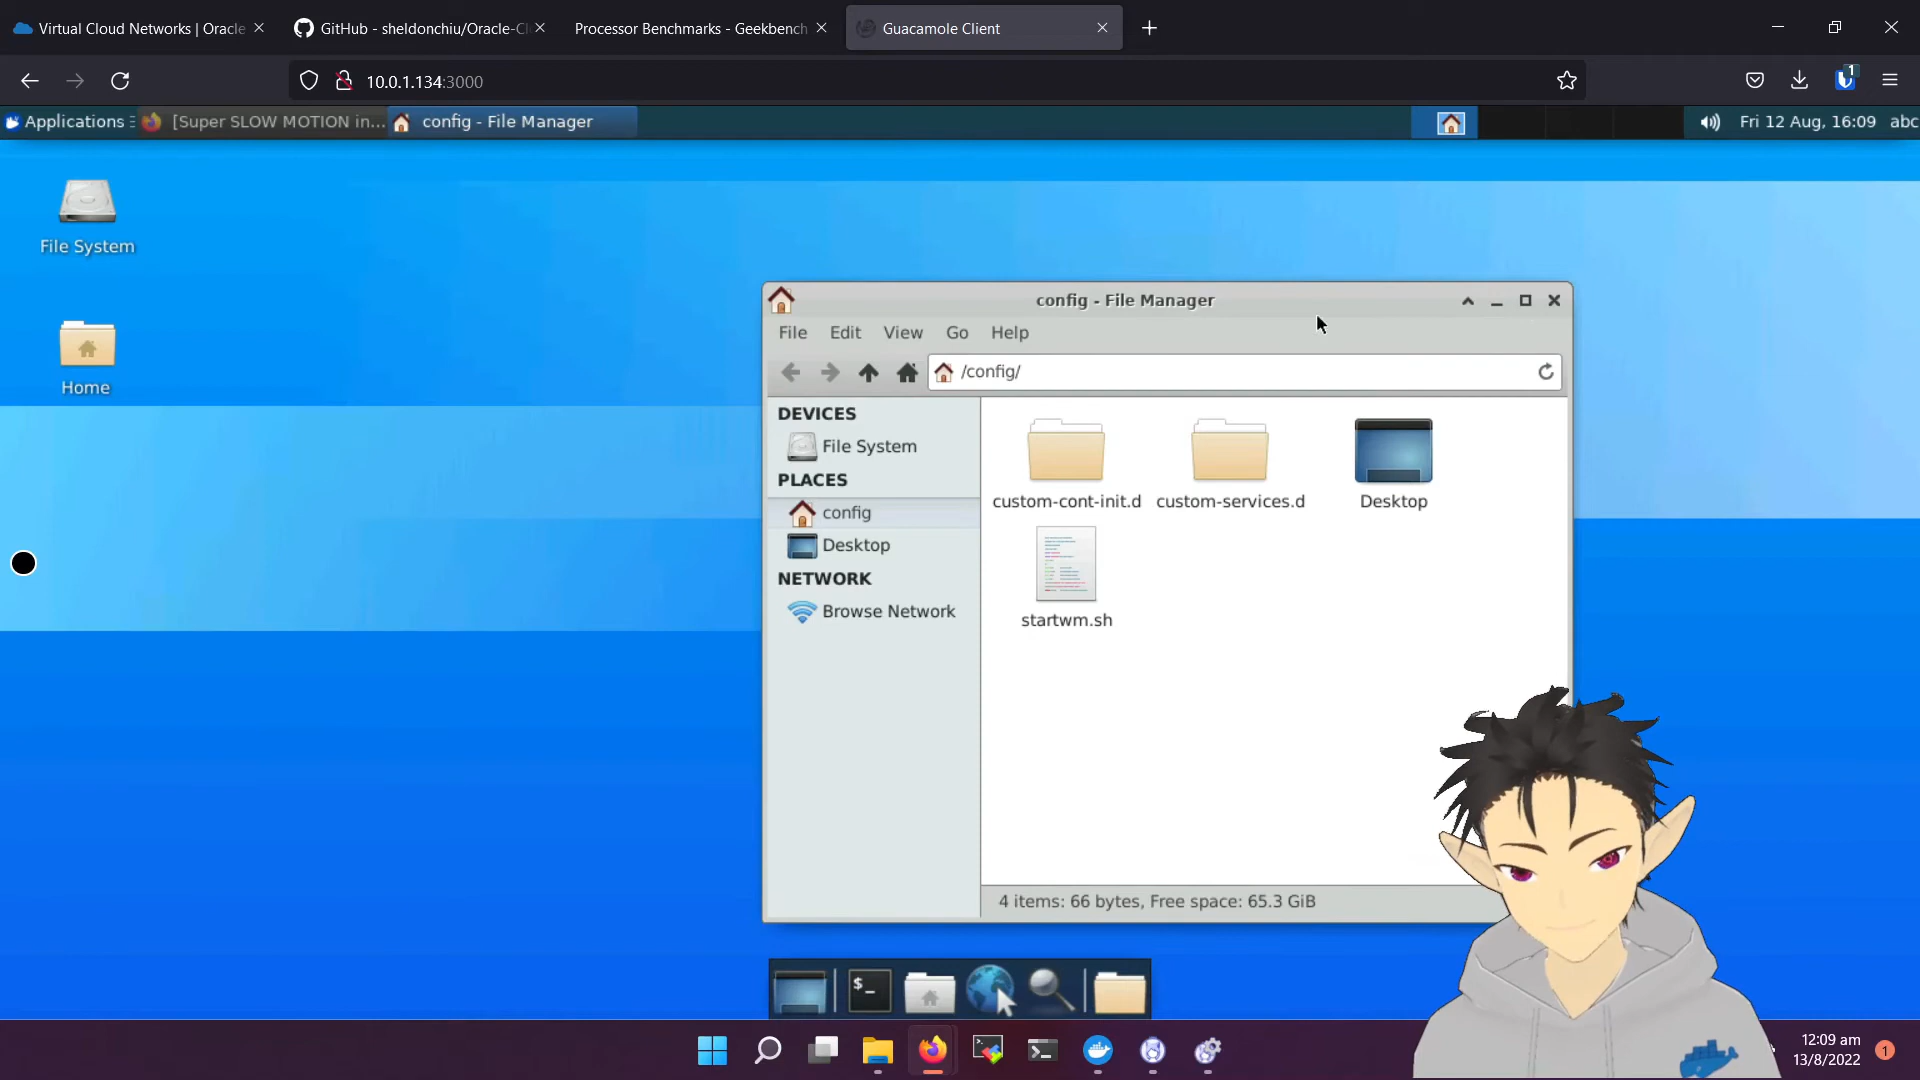 Virtual Cloud Networks | Oracle
GitHub - sheldonchiu/Oracle-Cl
Processor Benchmarks - Geekbench
Guacamole Client
10.0.1.134:3000
1
Applications
[Super SLOW MOTION in...
config - File Manager
Fri 12 Aug, 16:09
abc
File System
Home
config - File Manager
File Edit View Go Help
/config/
DEVICES
File System
PLACES
config
Desktop
NETWORK
Browse Network
custom-cont-init.d
custom-services.d
Desktop
startwm.sh
4 items: 66 bytes, Free space: 65.3 GiB
$_
12:09 am
13/8/2022
1